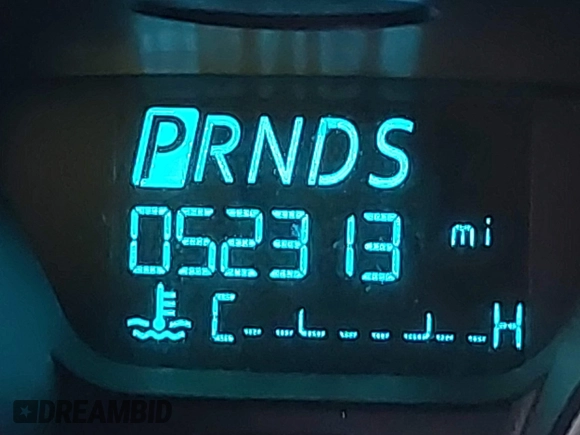 PRNDS
052313 mi
C H
DREAMBID